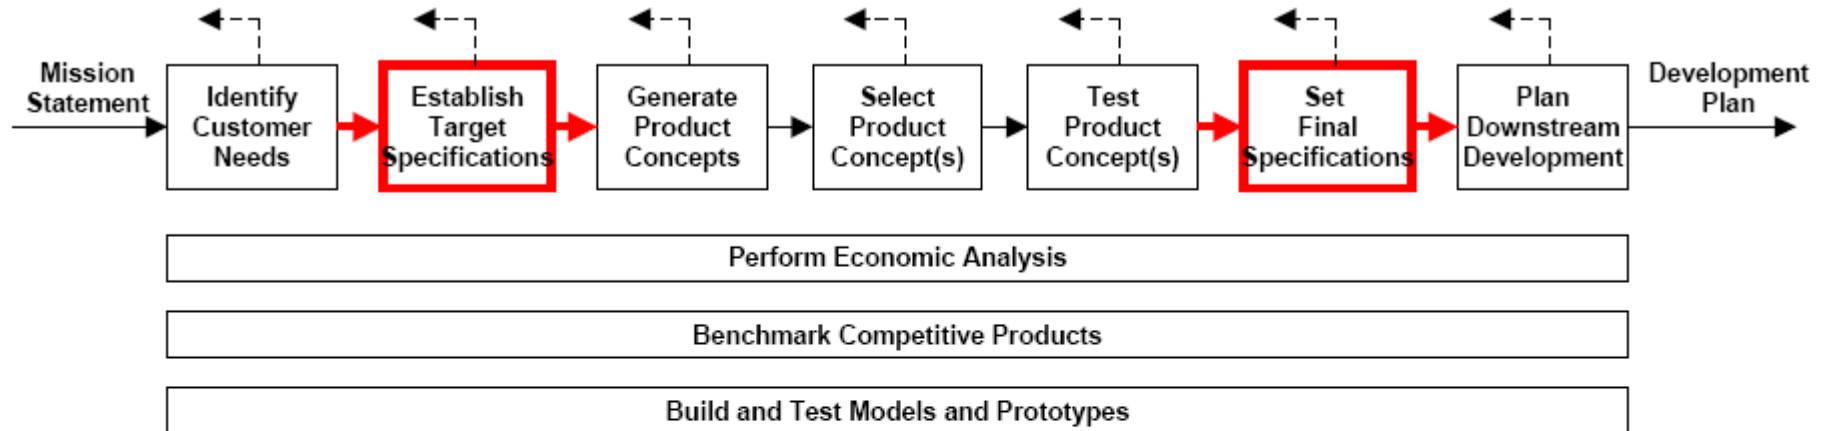 Mission
Statement
Identify
Customer
Needs
Establish
Target
Specifications
Generate
Product
Concepts
Select
Product
Concept(s)
Test
Product
Concept(s)
Set
Final
Specifications
Plan
Downstream
Development
Development
Plan
Perform Economic Analysis
Benchmark Competitive Products
Build and Test Models and Prototypes